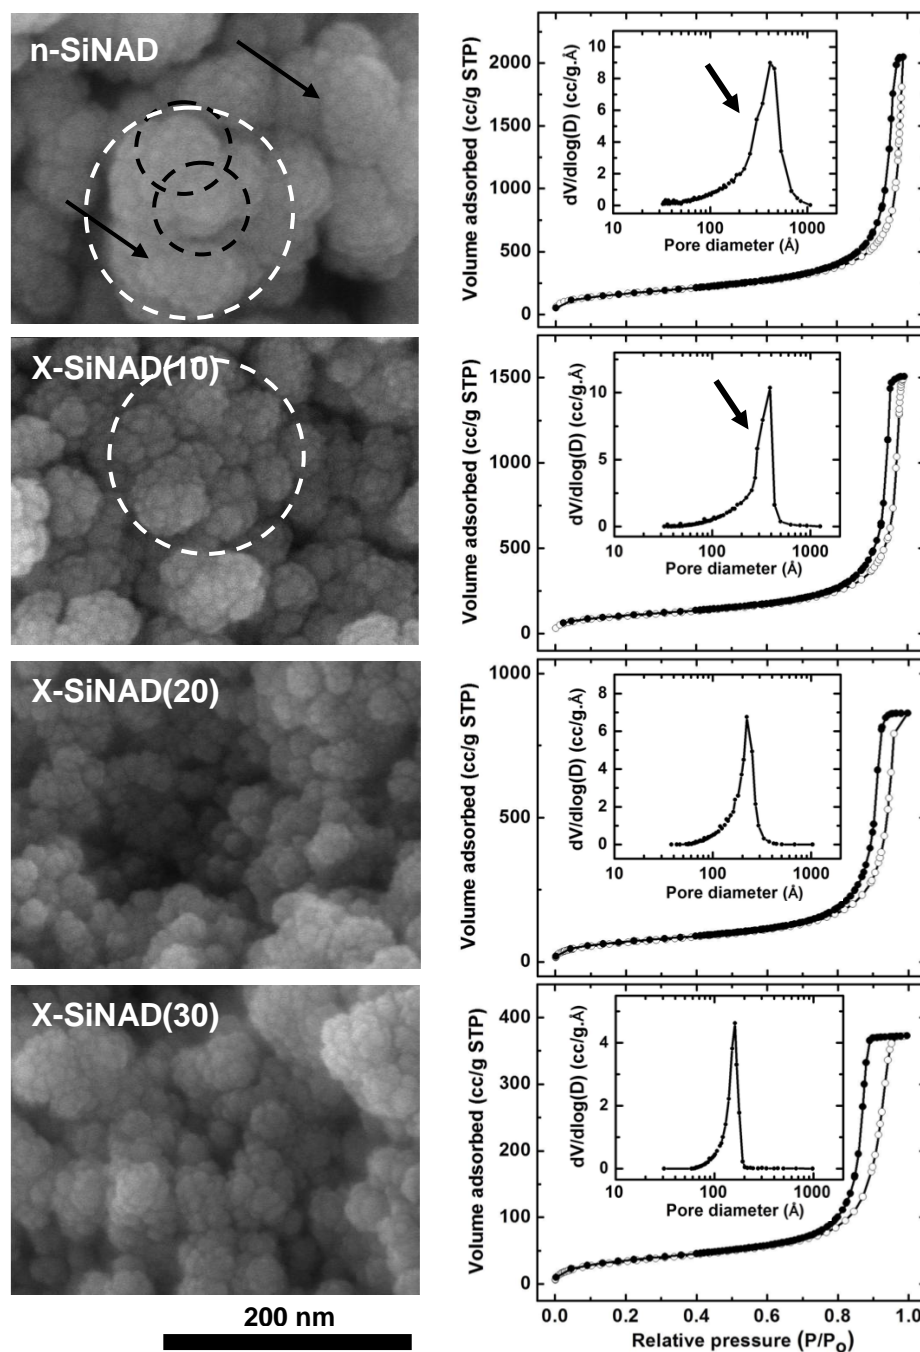 n-SiNAD
2000
1500
1000
500
0
Volume adsorbed (cc/g STP)
10
8
6
4
2
0
dV/dlog(D) (cc/g.Å)
10 100 1000
Pore diameter (Å)
X-SiNAD(10)
1500
1000
500
0
Volume adsorbed (cc/g STP)
10
5
0
dV/dlog(D) (cc/g.Å)
10 100 1000
Pore diameter (Å)
X-SiNAD(20)
1000
500
0
Volume adsorbed (cc/g STP)
8
6
4
2
0
dV/dlog(D) (cc/g.Å)
10 100 1000
Pore diameter (Å)
X-SiNAD(30)
400
300
200
100
0
Volume adsorbed (cc/g STP)
4
2
0
dV/dlog(D) (cc/g.Å)
10 100 1000
Pore diameter (Å)
0.0 0.2 0.4 0.6 0.8 1.0
Relative pressure (P/Po)
200 nm